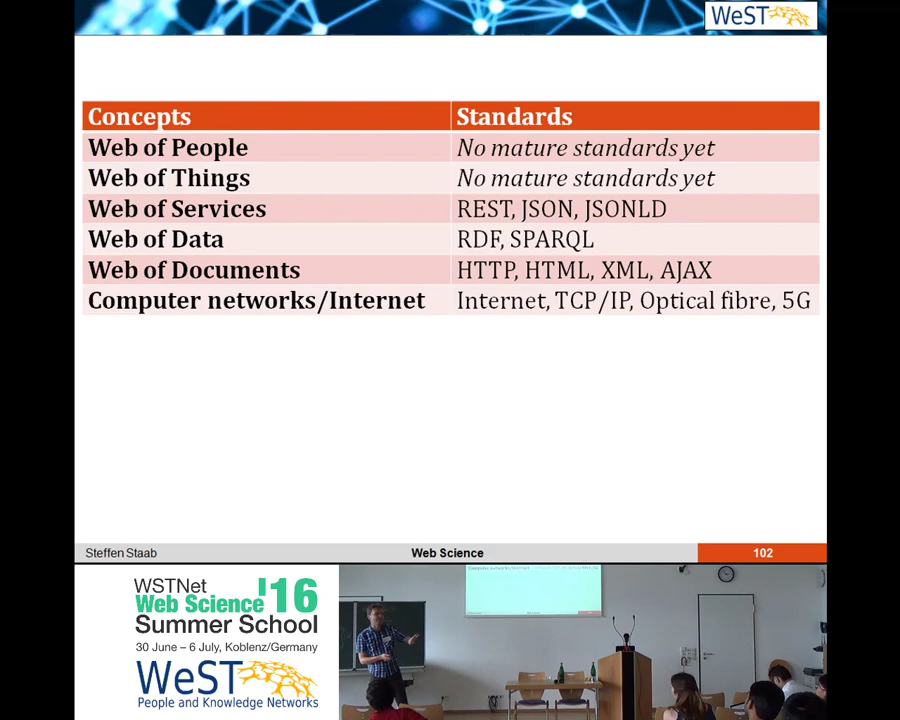 WeST
Concepts Standards
Web of People No mature standards yet
Web of Things No mature standards yet
Web of Services REST, JSON, JSONLD
Web of Data RDF, SPARQL
Web of Documents HTTP, HTML, XML, AJAX
Computer networks/Internet Internet, TCP/IP, Optical fibre, 5G
Steffen Staab Web Science 102
WSTNet
Web Science '16
Summer School
30 June – 6 July, Koblenz/Germany
WeST
People and Knowledge Networks